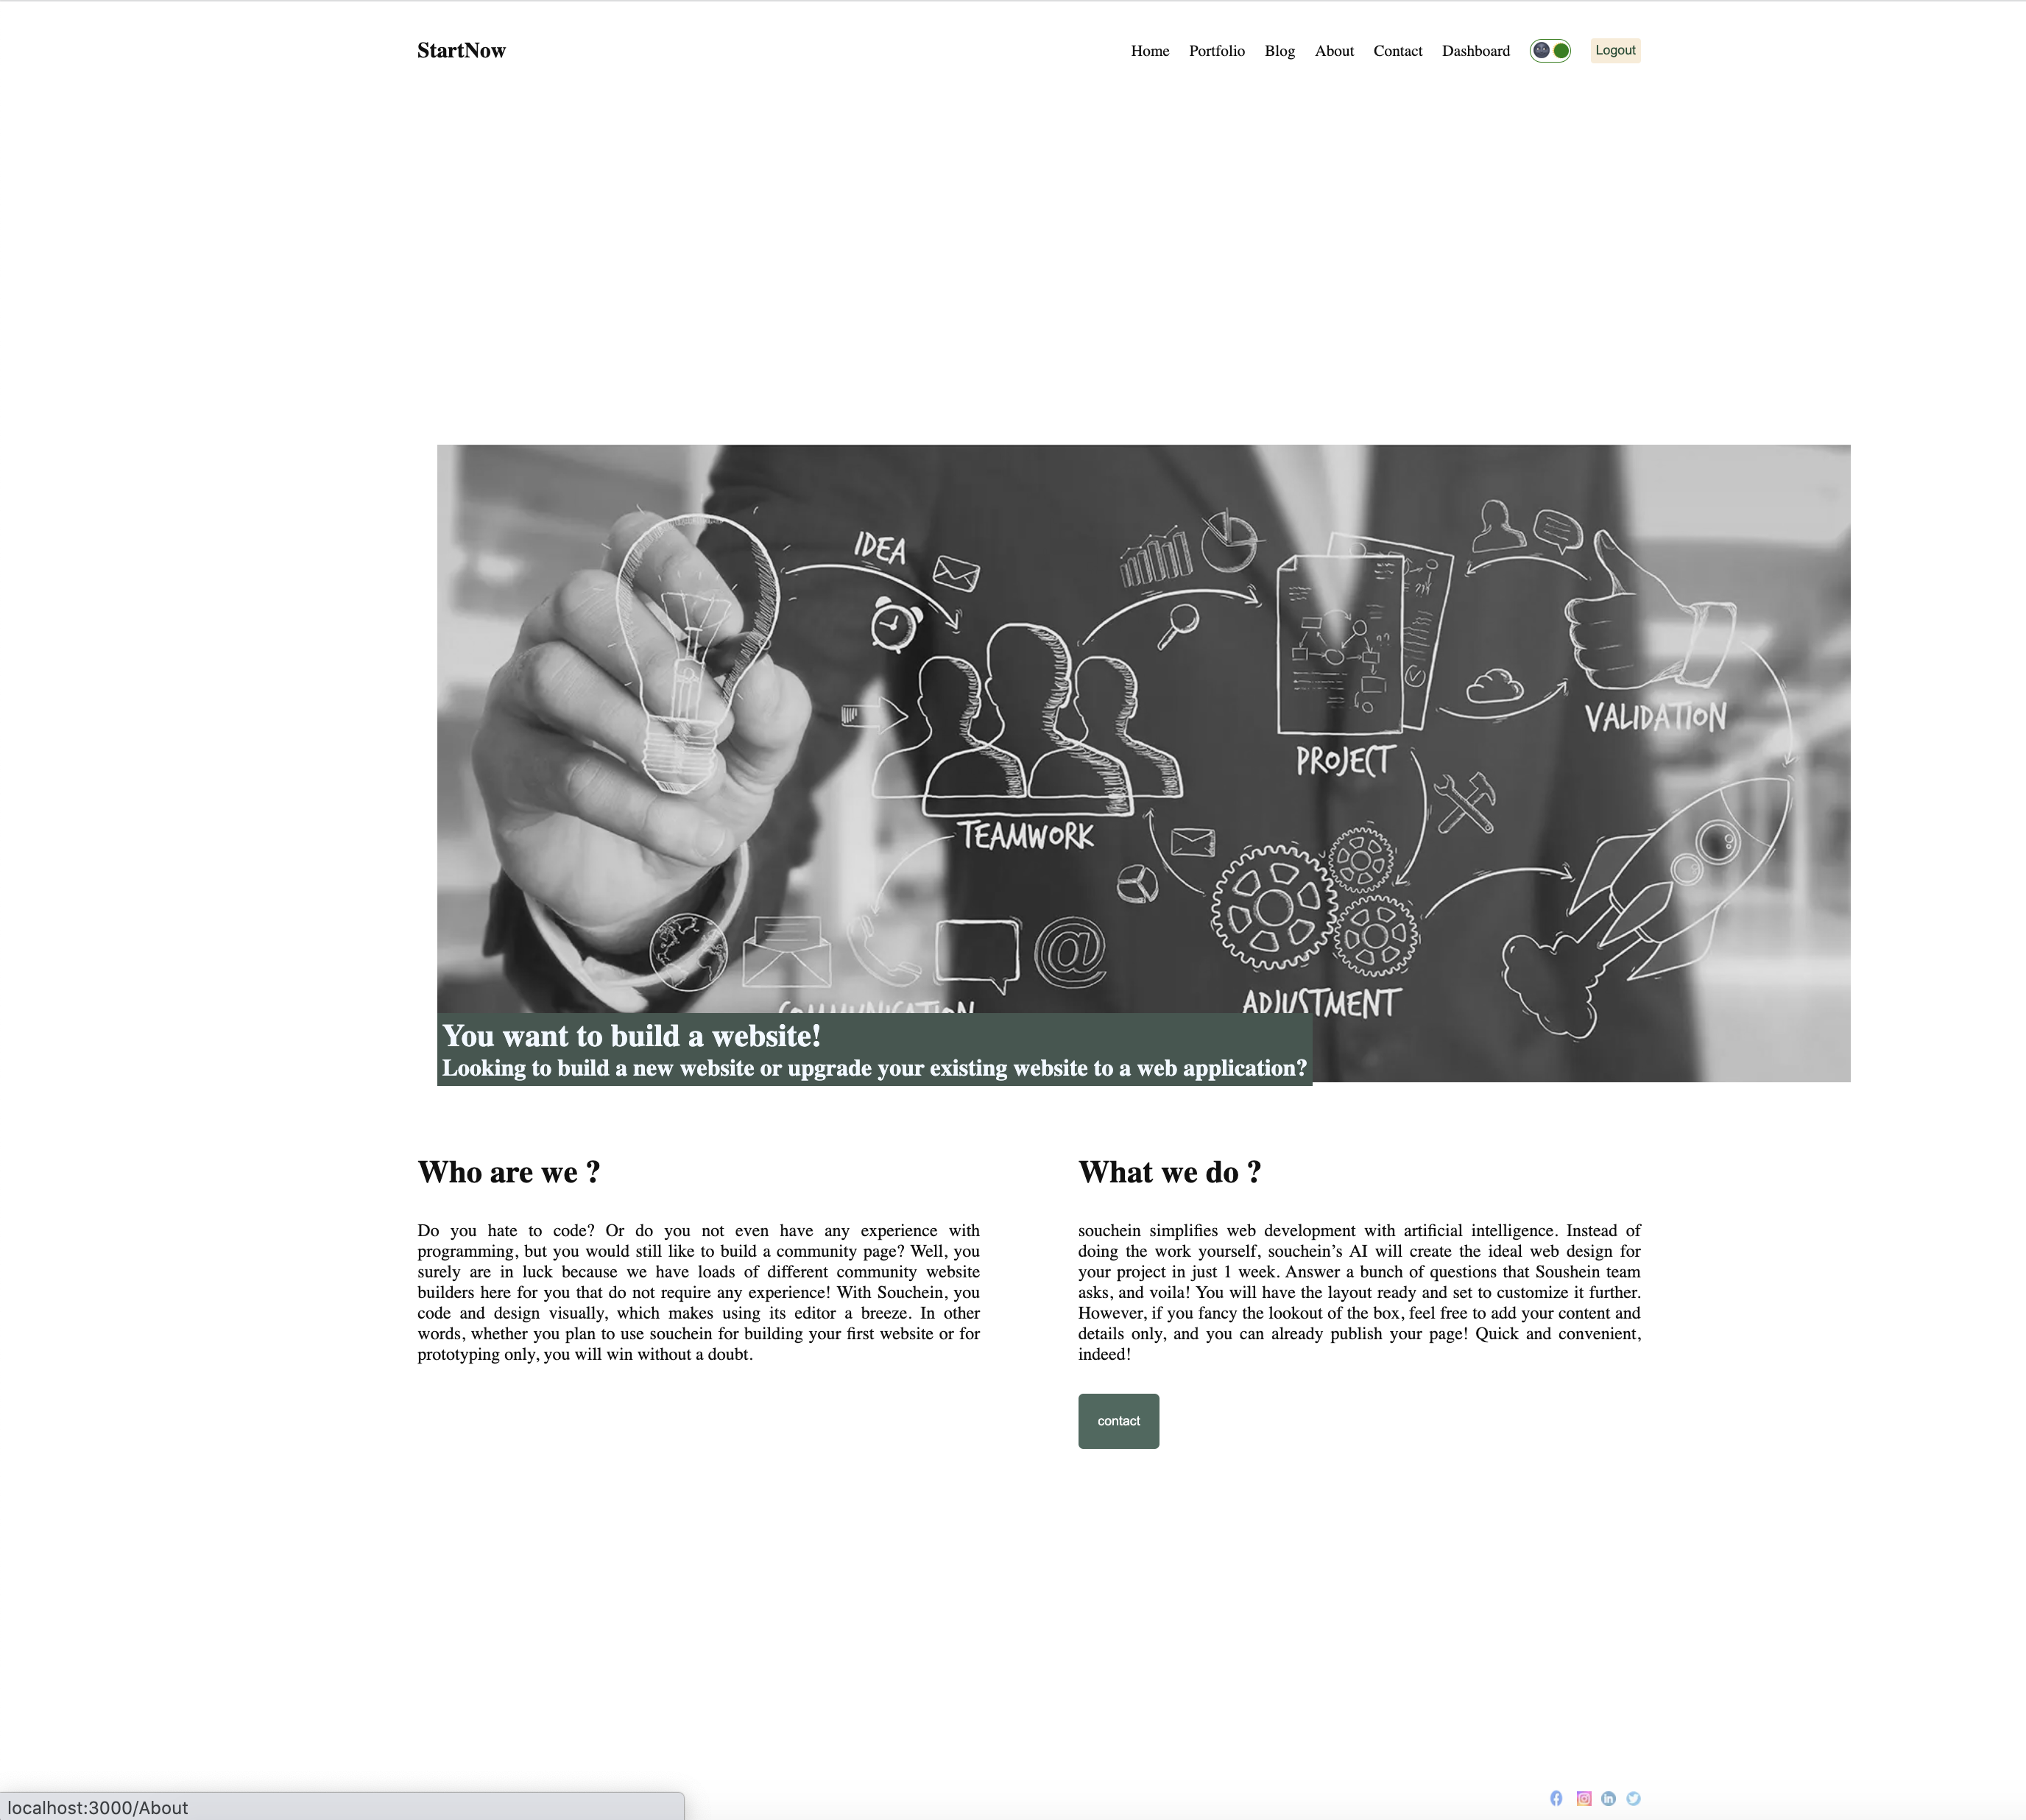 StartNow
Home Portfolio Blog About Contact Dashboard Logout
IDEA
VALIDATION
PROJECT
TEAMWORK
@
COMMUNICATION
ADJUSTMENT
You want to build a website!
Looking to build a new website or upgrade your existing website to a web application?
Who are we ?
Do you hate to code? Or do you not even have any experience with
programming, but you would still like to build a community page? Well, you
surely are in luck because we have loads of different community website
builders here for you that do not require any experience! With Souchein, you
code and design visually, which makes using its editor a breeze. In other
words, whether you plan to use souchein for building your first website or for
prototyping only, you will win without a doubt.
What we do ?
souchein simplifies web development with artificial intelligence. Instead of
doing the work yourself, souchein’s AI will create the ideal web design for
your project in just 1 week. Answer a bunch of questions that Soushein team
asks, and voila! You will have the layout ready and set to customize it further.
However, if you fancy the lookout of the box, feel free to add your content and
details only, and you can already publish your page! Quick and convenient,
indeed!
contact
localhost:3000/About